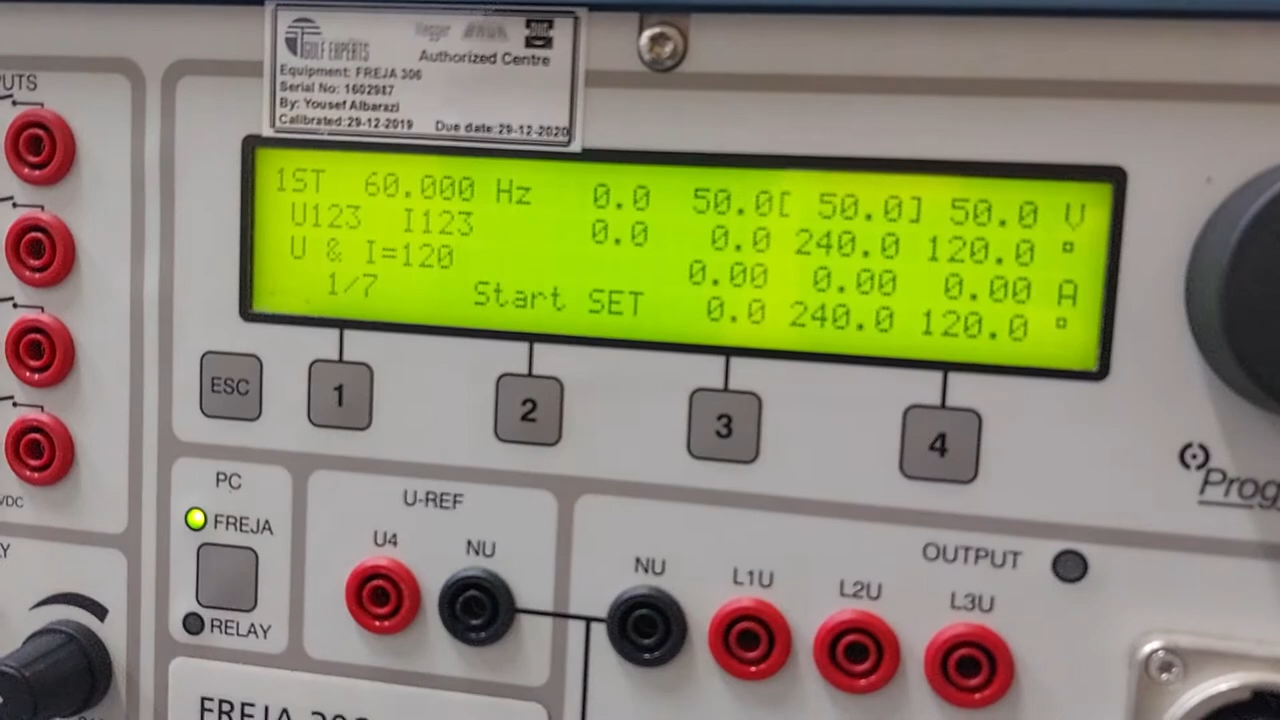 GULF EXPERTS
Megger
Authorized Centre
Equipment: FREJA 306
Serial No: 1602987
By: Yousef Albarazi
Calibrated:29-12-2019 Due date:29-12-2020
UTS
1ST 60.000 Hz 0.0 50.0[ 50.0] 50.0 V
U123 I123 0.0 0.0 240.0 120.0 °
U & I=120 0.00 0.00 0.00 A
1/7 Start SET 0.0 240.0 120.0 °
ESC
1
2
3
4
VDC
Y
PC
FREJA
RELAY
U-REF
U4
NU
NU
L1U
L2U
L3U
OUTPUT
Prog
FREJA 306